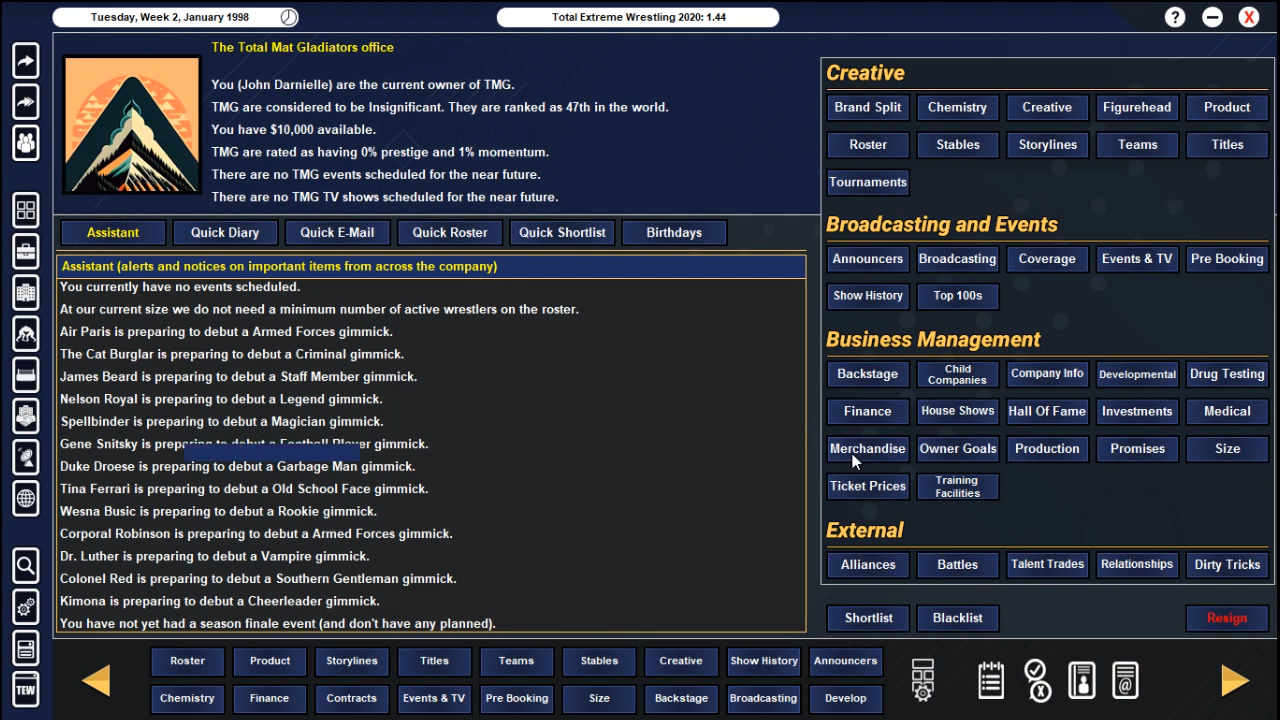 Tuesday, Week 2, January 1998
Total Extreme Wrestling 2020: 1.44
?
X
The Total Mat Gladiators office
You (John Darnielle) are the current owner of TMG.
TMG are considered to be Insignificant. They are ranked as 47th in the world.
You have $10,000 available.
TMG are rated as having 0% prestige and 1% momentum.
There are no TMG events scheduled for the near future.
There are no TMG TV shows scheduled for the near future.
Assistant
Quick Diary
Quick E-Mail
Quick Roster
Quick Shortlist
Birthdays
Assistant (alerts and notices on important items from across the company)
You currently have no events scheduled.
At our current size we do not need a minimum number of active wrestlers on the roster.
Air Paris is preparing to debut a Armed Forces gimmick.
The Cat Burglar is preparing to debut a Criminal gimmick.
James Beard is preparing to debut a Staff Member gimmick.
Nelson Royal is preparing to debut a Legend gimmick.
Spellbinder is preparing to debut a Magician gimmick.
Gene Snitsky is preparing to debut a Football Player gimmick.
Duke Droese is preparing to debut a Garbage Man gimmick.
Tina Ferrari is preparing to debut a Old School Face gimmick.
Wesna Busic is preparing to debut a Rookie gimmick.
Corporal Robinson is preparing to debut a Armed Forces gimmick.
Dr. Luther is preparing to debut a Vampire gimmick.
Colonel Red is preparing to debut a Southern Gentleman gimmick.
Kimona is preparing to debut a Cheerleader gimmick.
You have not yet had a season finale event (and don't have any planned).
Creative
Brand Split
Chemistry
Creative
Figurehead
Product
Roster
Stables
Storylines
Teams
Titles
Tournaments
Broadcasting and Events
Announcers
Broadcasting
Coverage
Events & TV
Pre Booking
Show History
Top 100s
Business Management
Backstage
Child
Companies
Company Info
Developmental
Drug Testing
Finance
House Shows
Hall Of Fame
Investments
Medical
Merchandise
Owner Goals
Production
Promises
Size
Ticket Prices
Training
Facilities
External
Alliances
Battles
Talent Trades
Relationships
Dirty Tricks
Shortlist
Blacklist
Resign
TEW
Roster
Product
Storylines
Titles
Teams
Stables
Creative
Show History
Announcers
Chemistry
Finance
Contracts
Events & TV
Pre Booking
Size
Backstage
Broadcasting
Develop